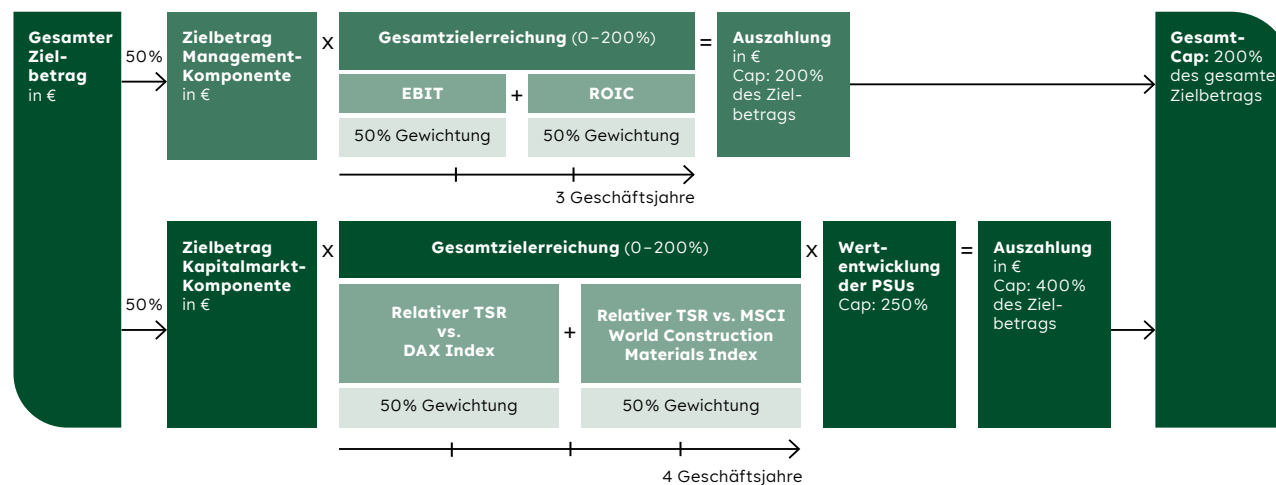 Gesamter
Ziel-
betrag
in €
50%
Zielbetrag
Management-
Komponente
in €
x
Gesamtzielerreichung (0–200%)
EBIT
+
ROIC
50% Gewichtung
50% Gewichtung
3 Geschäftsjahre
=
Auszahlung
in €
Cap: 200%
des Ziel-
betrags
Gesamt-
Cap: 200%
des gesamte
Zielbetrags
50%
Zielbetrag
Kapitalmarkt-
Komponente
in €
x
Gesamtzielerreichung (0–200%)
Relativer TSR
vs.
DAX Index
+
Relativer TSR vs. MSCI
World Construction
Materials Index
50% Gewichtung
50% Gewichtung
4 Geschäftsjahre
x
Wert-
entwicklung
der PSUs
Cap: 250%
=
Auszahlung
in €
Cap: 400%
des Ziel-
betrags